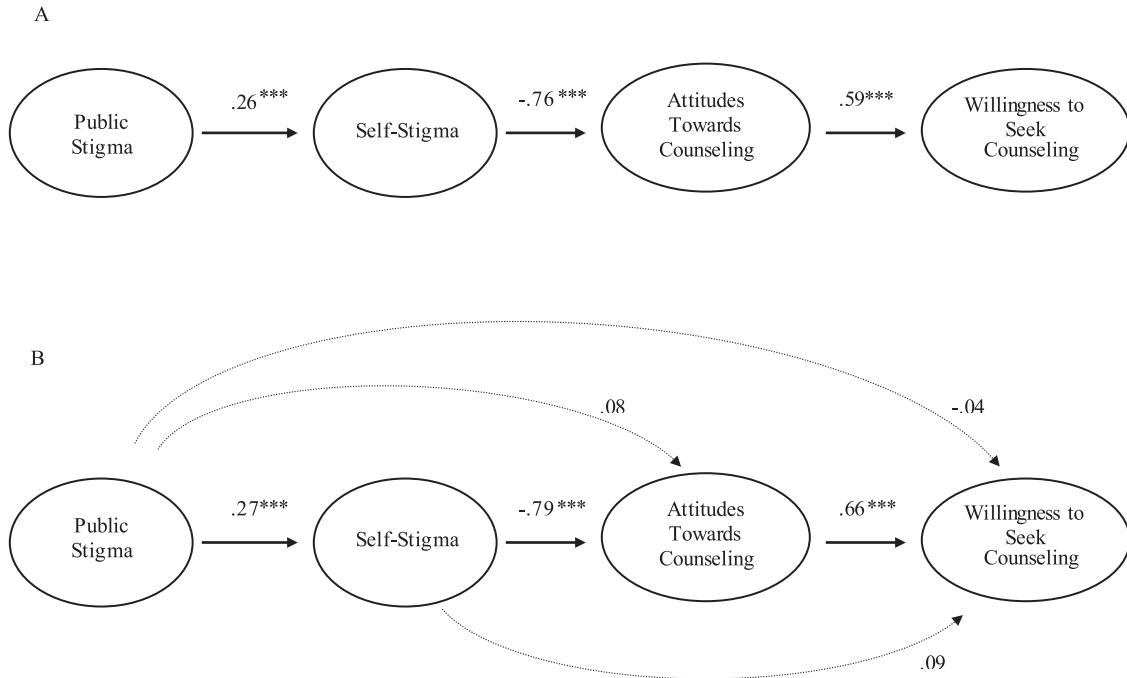 A
.26***
-.76***
.59***
Public
Stigma
Self-Stigma
Attitudes
Towards
Counseling
Willingness to
Seek
Counseling
B
.08
-.04
.27***
-.79***
.66***
Public
Stigma
Self-Stigma
Attitudes
Towards
Counseling
Willingness to
Seek
Counseling
.09